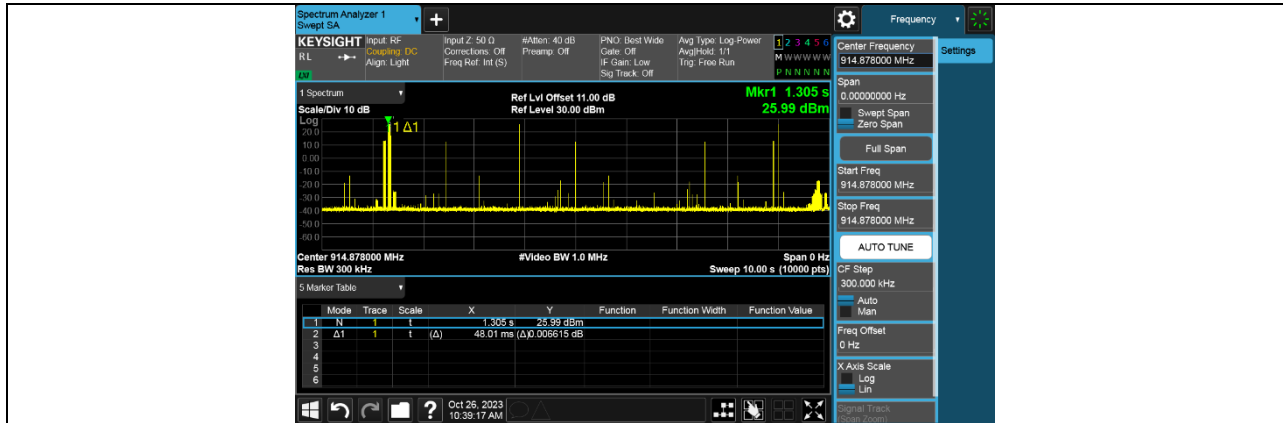 Spectrum Analyzer 1
Swept SA
Frequency
KEYSIGHT
RL
LXI
Input: RF
Coupling: DC
Align: Light
Input Z: 50 Ω
Corrections: Off
Freq Ref: Int (S)
#Atten: 40 dB
Preamp: Off
PNO: Best Wide
Gate: Off
IF Gain: Low
Sig Track: Off
Avg Type: Log-Power
Avg|Hold: 1/1
Trig: Free Run
1 2 3 4 5 6
M W W W W W
P N N N N N
1 Spectrum
Scale/Div 10 dB
Ref Lvl Offset 11.00 dB
Ref Level 30.00 dBm
Mkr1 1.305 s
25.99 dBm
Log
1Δ1
20.0
10.0
0.00
-10.0
-20.0
-30.0
-40.0
-50.0
-60.0
Center 914.878000 MHz
Res BW 300 kHz
#Video BW 1.0 MHz
Span 0 Hz
Sweep 10.00 s (10000 pts)
5 Marker Table
Mode Trace Scale X Y Function Function Width Function Value
1 N 1 t 1.305 s 25.99 dBm
2 Δ1 1 t (Δ) 48.01 ms (Δ)0.006615 dB
3
4
5
6
Oct 26, 2023
10:39:17 AM
Center Frequency
914.878000 MHz
Span
0.00000000 Hz
Swept Span
Zero Span
Full Span
Start Freq
914.878000 MHz
Stop Freq
914.878000 MHz
AUTO TUNE
CF Step
300.000 kHz
Auto
Man
Freq Offset
0 Hz
X Axis Scale
Log
Lin
Signal Track
(Span Zoom)
Settings